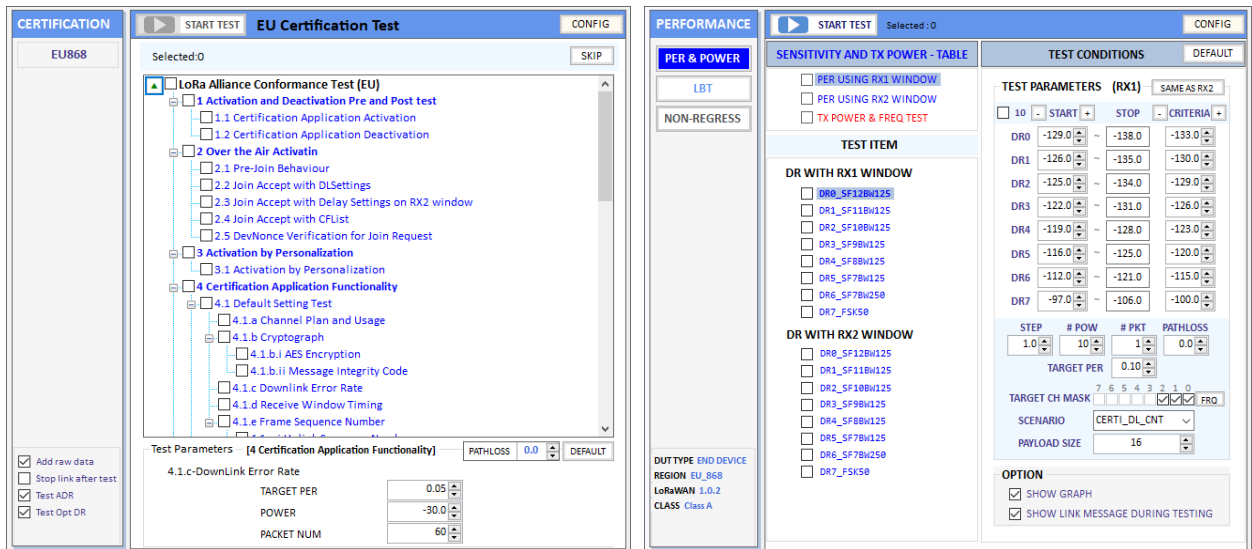 CERTIFICATION
EU868
Add raw data
Stop link after test
Test ADR
Test Opt DR
START TEST EU Certification Test CONFIG
Selected:0 SKIP
LoRa Alliance Conformance Test (EU)
1 Activation and Deactivation Pre and Post test
1.1 Certification Application Activation
1.2 Certification Application Deactivation
2 Over the Air Activatin
2.1 Pre-Join Behaviour
2.2 Join Accept with DLSettings
2.3 Join Accept with Delay Settings on RX2 window
2.4 Join Accept with CFList
2.5 DevNonce Verification for Join Request
3 Activation by Personalization
3.1 Activation by Personalization
4 Certification Application Functionality
4.1 Default Setting Test
4.1.a Channel Plan and Usage
4.1.b Cryptograph
4.1.b.i AES Encryption
4.1.b.ii Message Integrity Code
4.1.c Downlink Error Rate
4.1.d Receive Window Timing
4.1.e Frame Sequence Number
Test Parameters [4 Certification Application Functionality] PATHLOSS 0.0 DEFAULT
4.1.c-DownLink Error Rate
TARGET PER 0.05
POWER -30.0
PACKET NUM 60
PERFORMANCE
PER & POWER
LBT
NON-REGRESS
DUT TYPE END DEVICE
REGION EU_868
LoRaWAN 1.0.2
CLASS Class A
START TEST Selected : 0 CONFIG
SENSITIVITY AND TX POWER - TABLE
PER USING RX1 WINDOW
PER USING RX2 WINDOW
TX POWER & FREQ TEST
TEST ITEM
DR WITH RX1 WINDOW
DR0_SF12BW125
DR1_SF11BW125
DR2_SF10BW125
DR3_SF9BW125
DR4_SF8BW125
DR5_SF7BW125
DR6_SF7BW250
DR7_FSK50
DR WITH RX2 WINDOW
DR0_SF12BW125
DR1_SF11BW125
DR2_SF10BW125
DR3_SF9BW125
DR4_SF8BW125
DR5_SF7BW125
DR6_SF7BW250
DR7_FSK50
TEST CONDITIONS DEFAULT
TEST PARAMETERS (RX1) SAME AS RX2
10 - START + STOP - CRITERIA +
DR0 -129.0 ~ -138.0 -133.0
DR1 -126.0 ~ -135.0 -130.0
DR2 -125.0 ~ -134.0 -129.0
DR3 -122.0 ~ -131.0 -126.0
DR4 -119.0 ~ -128.0 -123.0
DR5 -116.0 ~ -125.0 -120.0
DR6 -112.0 ~ -121.0 -115.0
DR7 -97.0 ~ -106.0 -100.0
STEP # POW # PKT PATHLOSS
1.0 10 1 0.0
TARGET PER 0.10
7 6 5 4 3 2 1 0
TARGET CH MASK FRQ
SCENARIO CERTI_DL_CNT
PAYLOAD SIZE 16
OPTION
SHOW GRAPH
SHOW LINK MESSAGE DURING TESTING